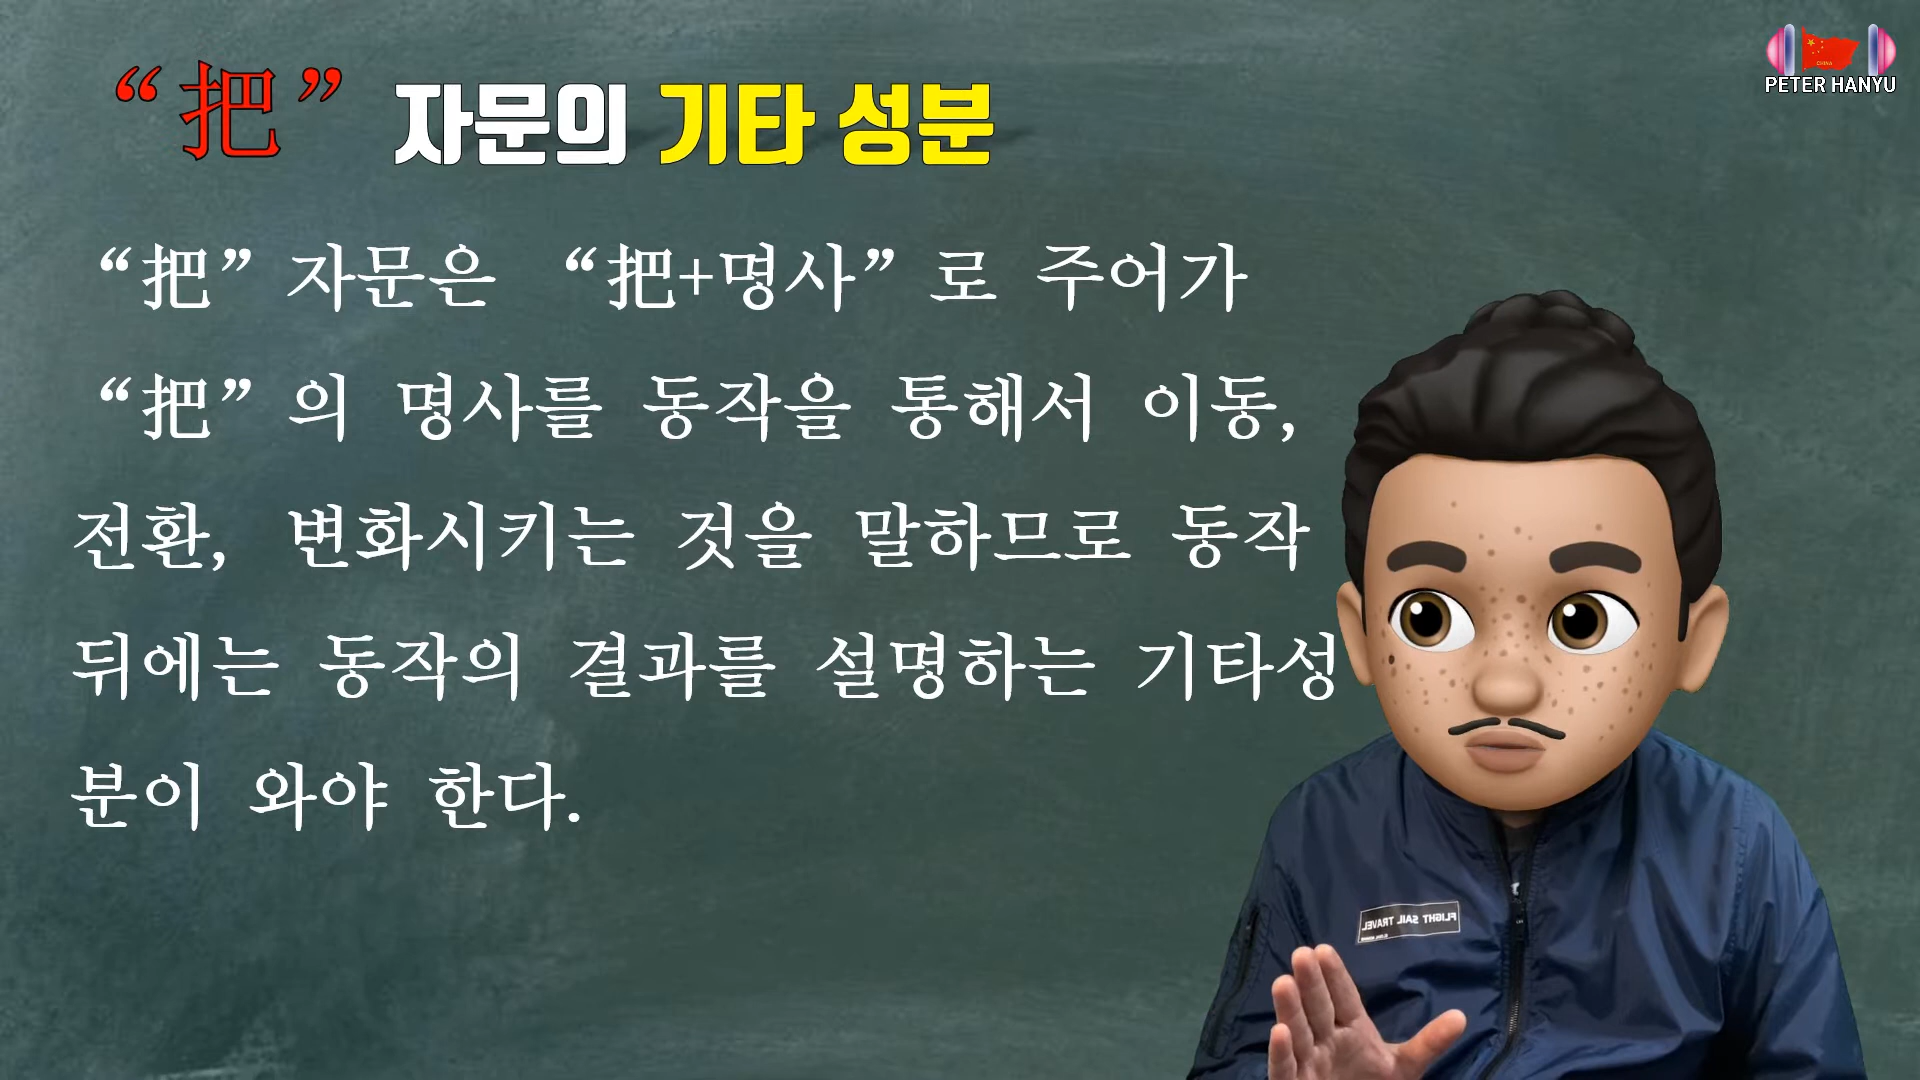 “把” 자문의 기타 성분
PETER HANYU
“把”자문은 “把+명사”로 주어가
“把”의 명사를 동작을 통해서 이동,
전환, 변화시키는 것을 말하므로 동작
뒤에는 동작의 결과를 설명하는 기타성
분이 와야 한다.
FLIGHT SAIL TRAVEL